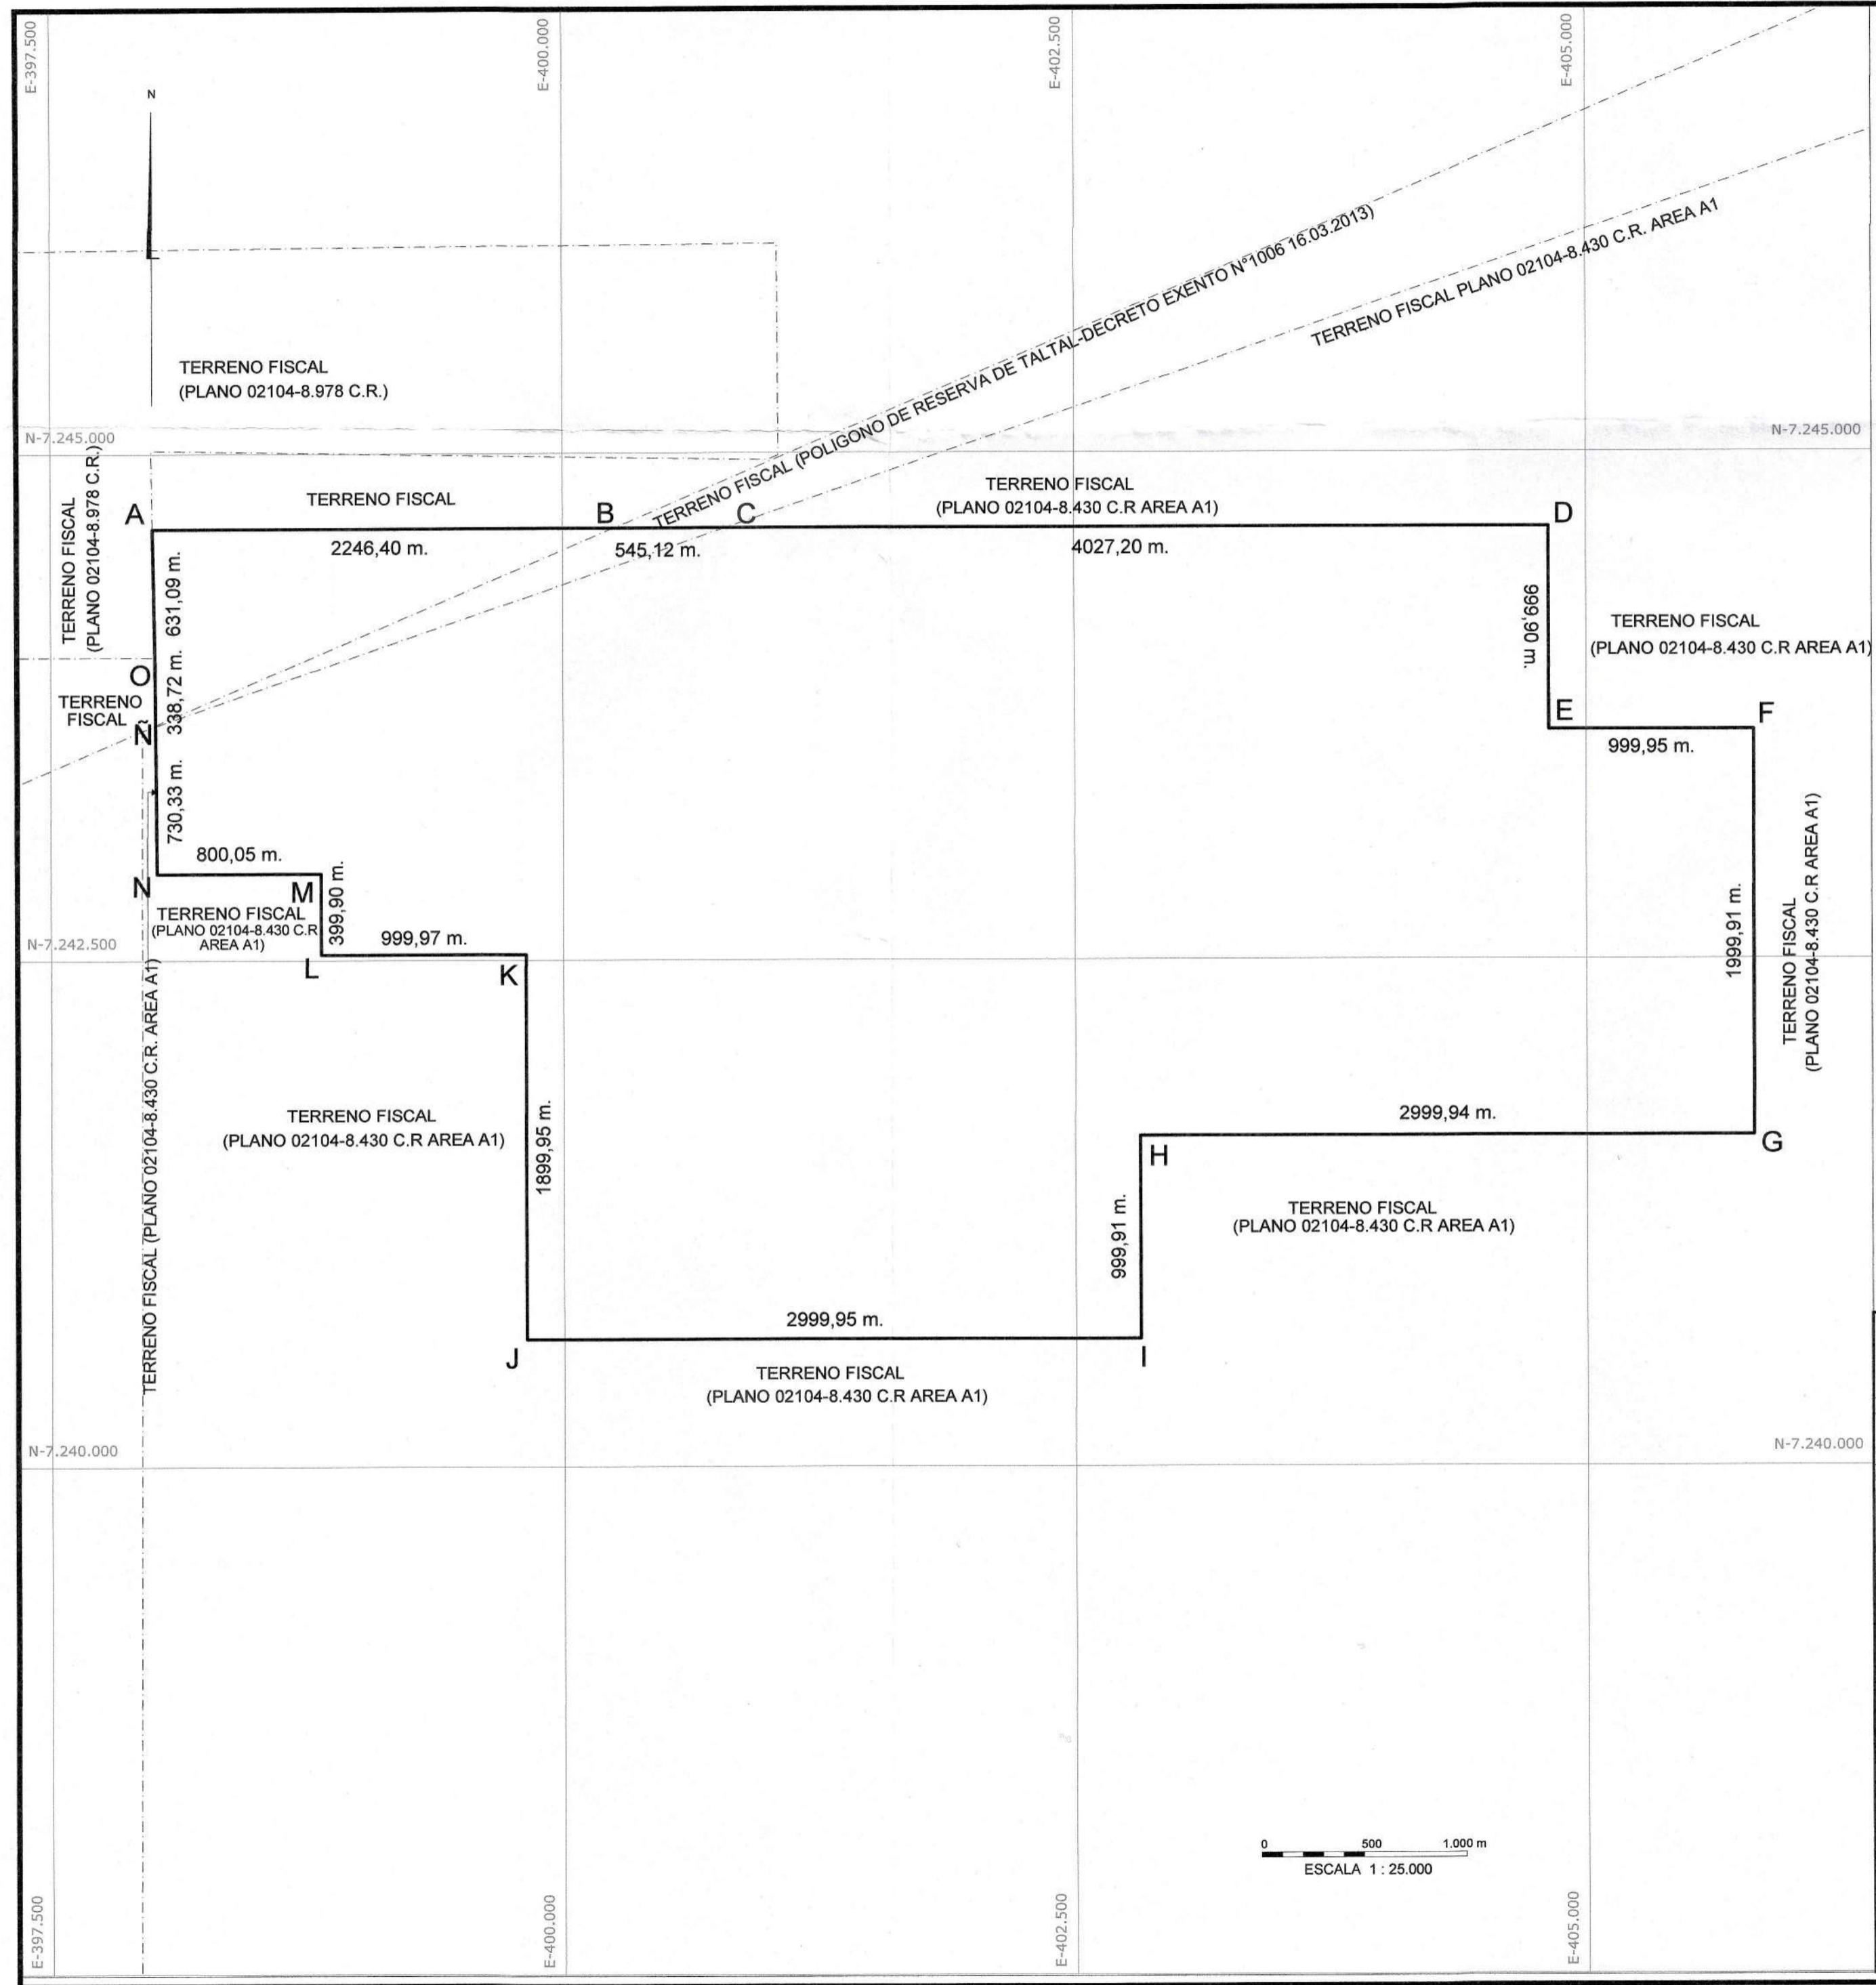 E-397.500
E-400.000
E-402.500
E-405.000
N
TERRENO FISCAL
(PLANO 02104-8.978 C.R.)
TERRENO FISCAL (POLIGONO DE RESERVA DE TALTAL-DECRETO EXENTO N°1006 16.03.2013)
TERRENO FISCAL PLANO 02104-8.430 C.R. AREA A1
N-7.245.000
N-7.245.000
TERRENO FISCAL
(PLANO 02104-8.978 C.R.)
A
TERRENO FISCAL
B
C
TERRENO FISCAL
(PLANO 02104-8.430 C.R AREA A1)
D
2246,40 m.
545,12 m.
4027,20 m.
631,09 m.
999,90 m.
TERRENO FISCAL
(PLANO 02104-8.430 C.R AREA A1)
O
338,72 m.
TERRENO
FISCAL
Ñ
E
F
999,95 m.
730,33 m.
800,05 m.
N
M
399,90 m.
TERRENO FISCAL
(PLANO 02104-8.430 C.R
AREA A1)
999,97 m.
N-7.242.500
L
K
1999,91 m.
TERRENO FISCAL
(PLANO 02104-8.430 C.R AREA A1)
TERRENO FISCAL (PLANO 02104-8.430 C.R. AREA A1)
TERRENO FISCAL
(PLANO 02104-8.430 C.R AREA A1)
1899,95 m.
2999,94 m.
H
G
999,91 m.
TERRENO FISCAL
(PLANO 02104-8.430 C.R AREA A1)
2999,95 m.
J
I
TERRENO FISCAL
(PLANO 02104-8.430 C.R AREA A1)
N-7.240.000
N-7.240.000
0 500 1.000 m
ESCALA 1 : 25.000
E-397.500
E-400.000
E-402.500
E-405.000